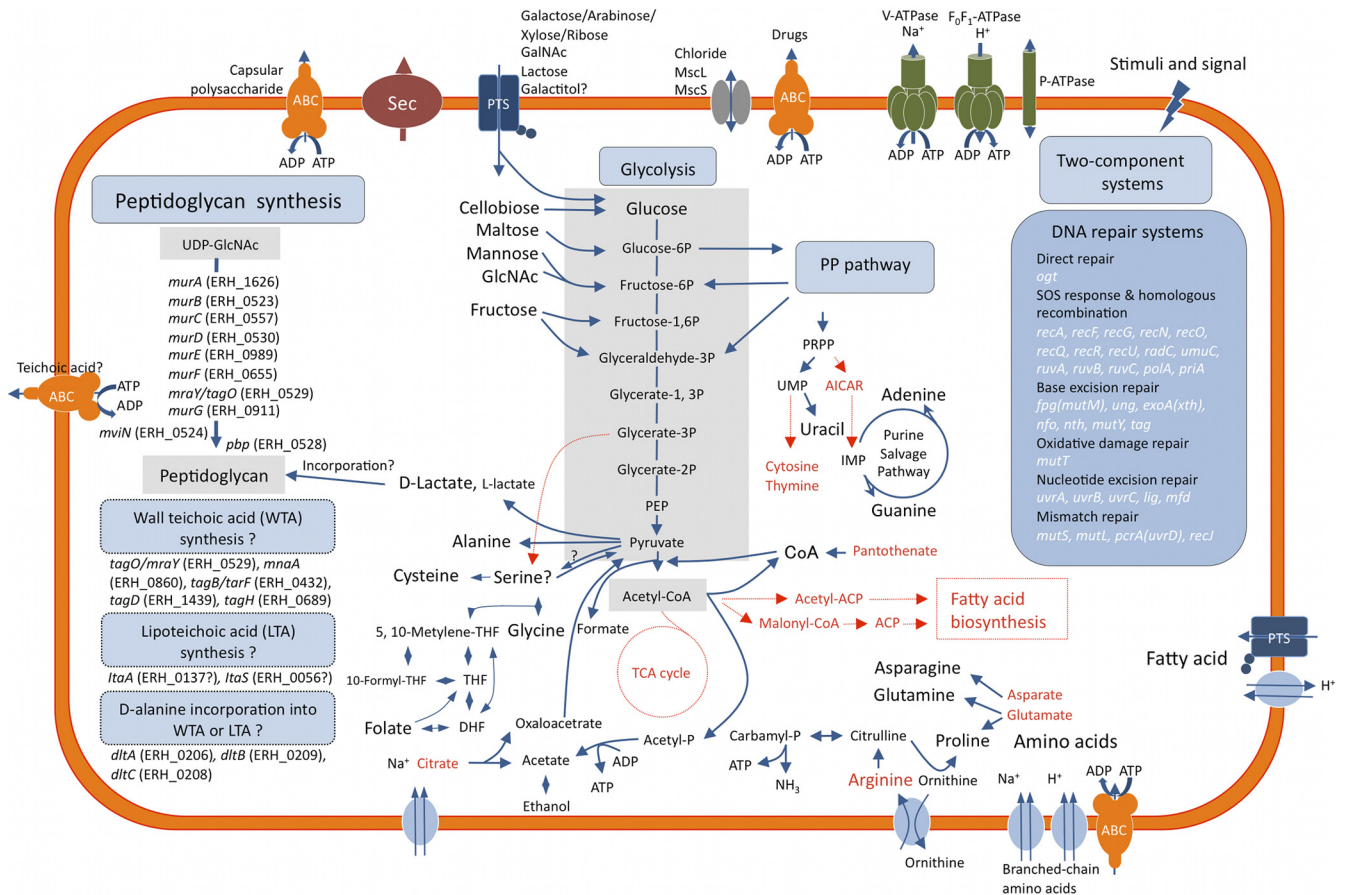 Galactose/Arabinose/
Xylose/Ribose
GalNAc
Lactose
Galactitol?
Capsular
polysaccharide
ABC
ADP ATP
Sec
PTS
Chloride
MscL
MscS
Drugs
ABC
ADP ATP
V-ATPase
Na⁺
ADP ATP
F₀F₁-ATPase
H⁺
ADP ATP
P-ATPase
Stimuli and signal
Two-component
systems
DNA repair systems
Direct repair
ogt
SOS response & homologous
recombination
recA, recF, recG, recN, recO,
recQ, recR, recU, radC, umuC,
ruvA, ruvB, ruvC, polA, priA
Base excision repair
fpg(mutM), ung, exoA(xth),
nfo, nth, mutY, tag
Oxidative damage repair
mutT
Nucleotide excision repair
uvrA, uvrB, uvrC, lig, mfd
Mismatch repair
mutS, mutL, pcrA(uvrD), recJ
Peptidoglycan synthesis
UDP-GlcNAc
murA (ERH_1626)
murB (ERH_0523)
murC (ERH_0557)
murD (ERH_0530)
murE (ERH_0989)
murF (ERH_0655)
mraY/tagO (ERH_0529)
murG (ERH_0911)
Teichoic acid?
ABC
ATP
ADP
mviN (ERH_0524)
pbp (ERH_0528)
Peptidoglycan
Incorporation?
Wall teichoic acid (WTA)
synthesis ?
tagO/mraY (ERH_0529), mnaA
(ERH_0860), tagB/tarF (ERH_0432),
tagD (ERH_1439), tagH (ERH_0689)
Lipoteichoic acid (LTA)
synthesis ?
ltaA (ERH_0137?), ltaS (ERH_0056?)
D-alanine incorporation into
WTA or LTA ?
dltA (ERH_0206), dltB (ERH_0209),
dltC (ERH_0208)
Glycolysis
Cellobiose
Maltose
Mannose
GlcNAc
Fructose
Glucose
Glucose-6P
Fructose-6P
Fructose-1,6P
Glyceraldehyde-3P
Glycerate-1, 3P
Glycerate-3P
Glycerate-2P
PEP
Pyruvate
Acetyl-CoA
PP pathway
PRPP
UMP
AICAR
Uracil
Cytosine
Thymine
IMP
Adenine
Purine
Salvage
Pathway
Guanine
D-Lactate, L-lactate
Alanine
?
Cysteine
Serine?
CoA
Pantothenate
Acetyl-ACP
Malonyl-CoA
ACP
Fatty acid
biosynthesis
5, 10-Metylene-THF
Glycine
Formate
10-Formyl-THF
THF
Folate
DHF
TCA cycle
Oxaloacetrate
Na⁺ Citrate
Acetate
Acetyl-P
ADP
ATP
Ethanol
Carbamyl-P
ATP
NH₃
Citrulline
Arginine
Ornithine
Ornithine
Proline
Asparagine
Glutamine
Asparate
Glutamate
Amino acids
Na⁺
H⁺
ADP ATP
ABC
Branched-chain
amino acids
Fatty acid
PTS
H⁺